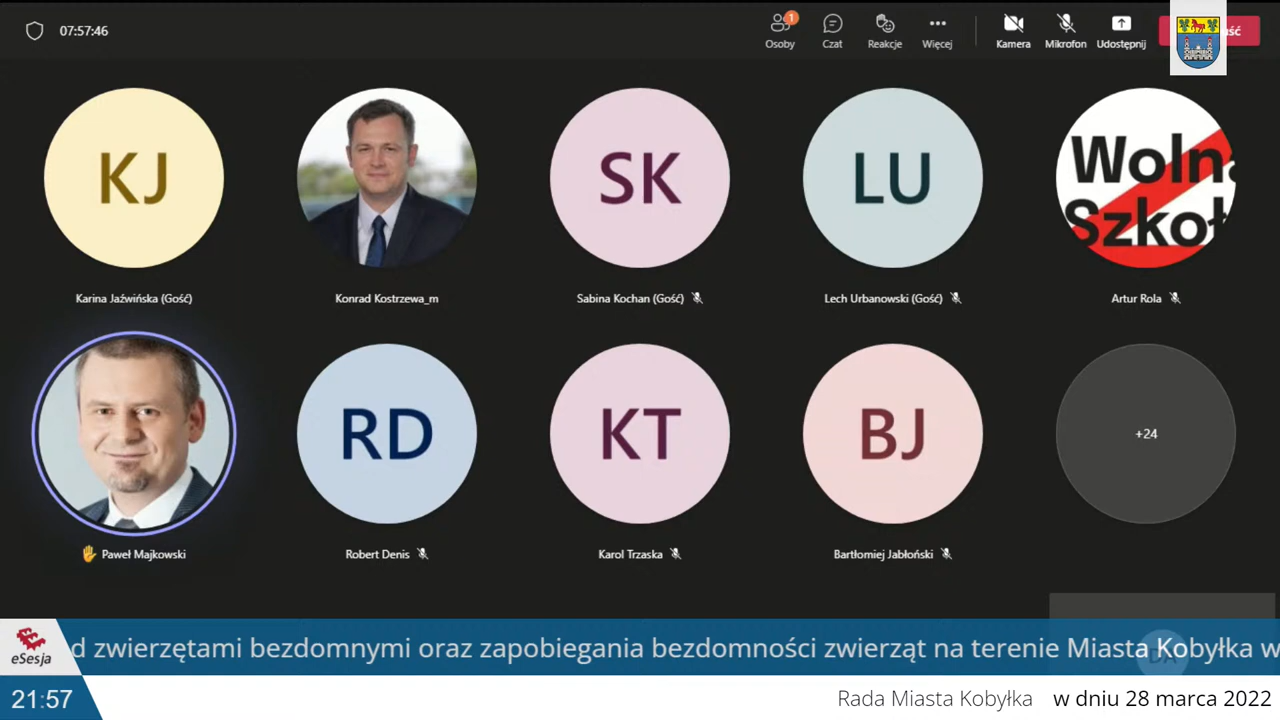 07:57:46
1
Osoby
Czat
Reakcje
Więcej
Kamera
Mikrofon
Udostępnij
KJ
SK
LU
Woln
Szkoł
Karina Jaźwińska (Gość)
Konrad Kostrzewa_m
Sabina Kochan (Gość)
Lech Urbanowski (Gość)
Artur Rola
RD
KT
BJ
+24
Paweł Majkowski
Robert Denis
Karol Trzaska
Bartłomiej Jabłoński
eSesja
d zwierzętami bezdomnymi oraz zapobiegania bezdomności zwierząt na terenie Miasta Kobyłka w
21:57
Rada Miasta Kobyłka w dniu 28 marca 2022